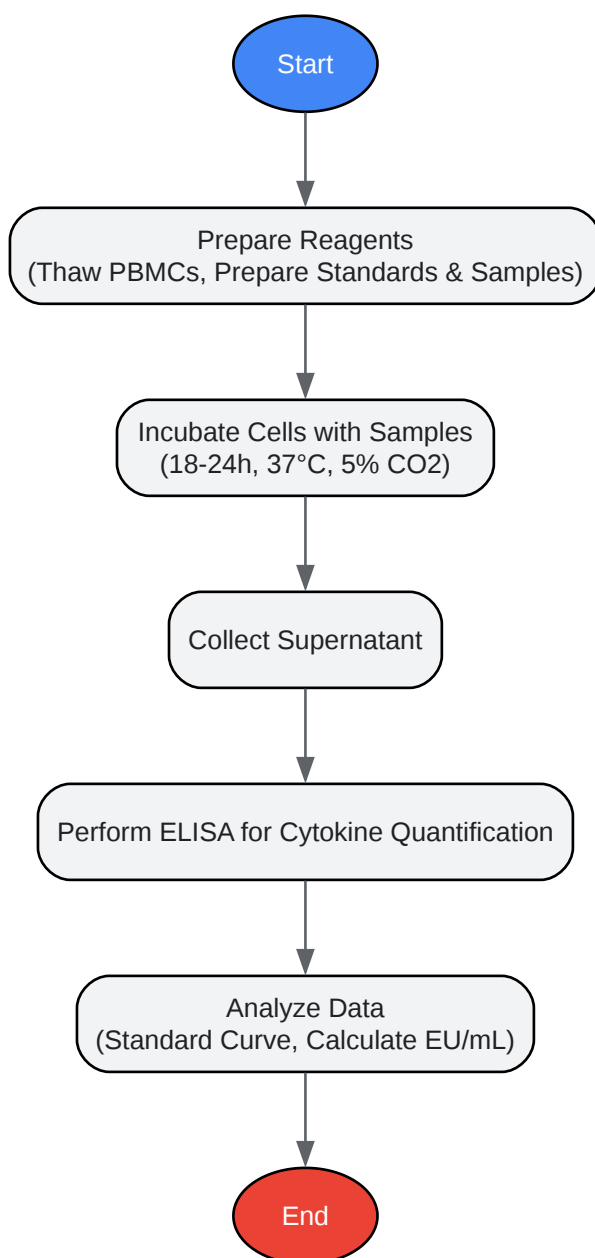 Start
Prepare Reagents
(Thaw PBMCs, Prepare Standards & Samples)
Incubate Cells with Samples
(18-24h, 37°C, 5% CO2)
Collect Supernatant
Perform ELISA for Cytokine Quantification
Analyze Data
(Standard Curve, Calculate EU/mL)
End